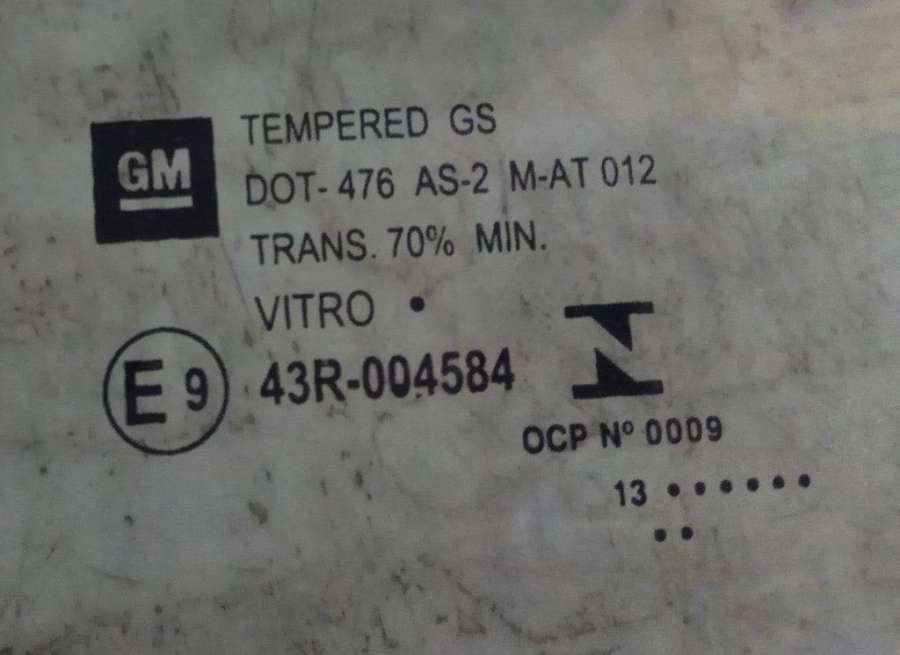 GM
TEMPERED GS
DOT-476 AS-2 M-AT 012
TRANS. 70% MIN.
VITRO •
E 9
43R-004584
OCP Nº 0009
13 • • • • • •
• •